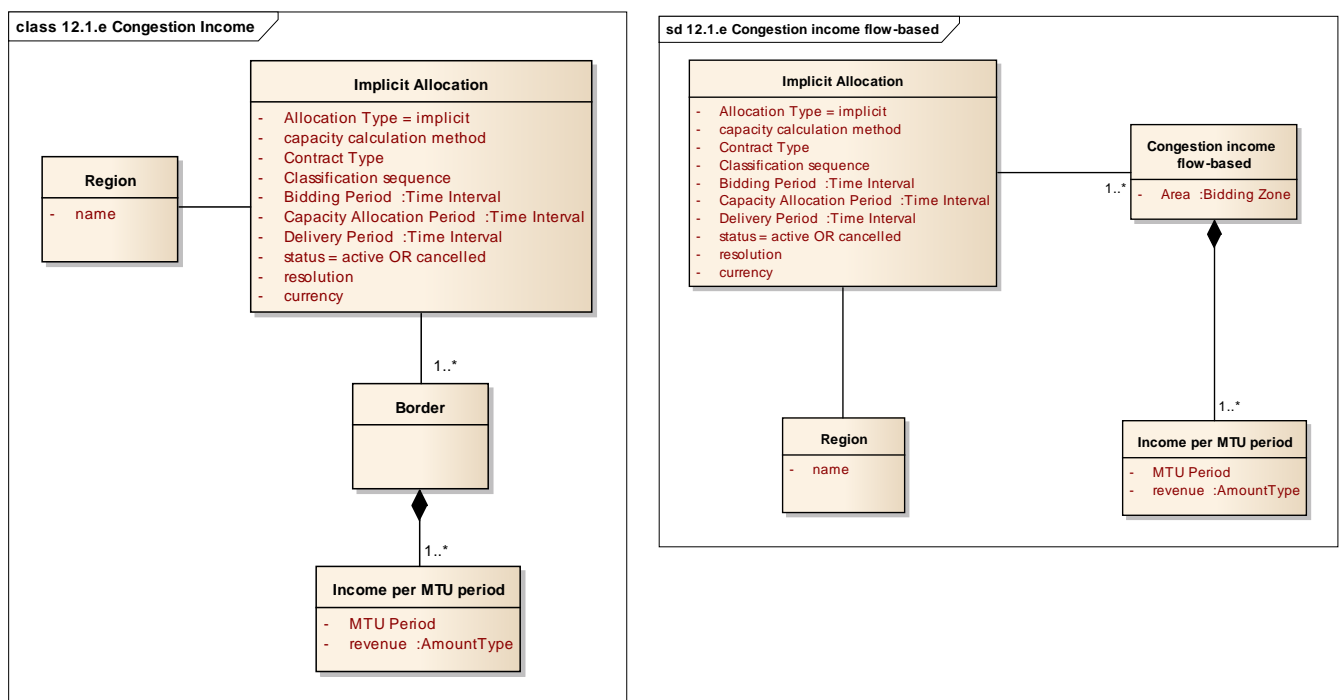 class 12.1.e Congestion Income
Implicit Allocation
- Allocation Type = implicit
- capacity calculation method
- Contract Type
- Classification sequence
- Bidding Period :Time Interval
- Capacity Allocation Period :Time Interval
- Delivery Period :Time Interval
- status = active OR cancelled
- resolution
- currency
Region
- name
1..*
Border
1..*
Income per MTU period
- MTU Period
- revenue :AmountType
sd 12.1.e Congestion income flow-based
Implicit Allocation
- Allocation Type = implicit
- capacity calculation method
- Contract Type
- Classification sequence
- Bidding Period :Time Interval
- Capacity Allocation Period :Time Interval
- Delivery Period :Time Interval
- status = active OR cancelled
- resolution
- currency
1..*
Congestion income
flow-based
- Area :Bidding Zone
Region
- name
1..*
Income per MTU period
- MTU Period
- revenue :AmountType